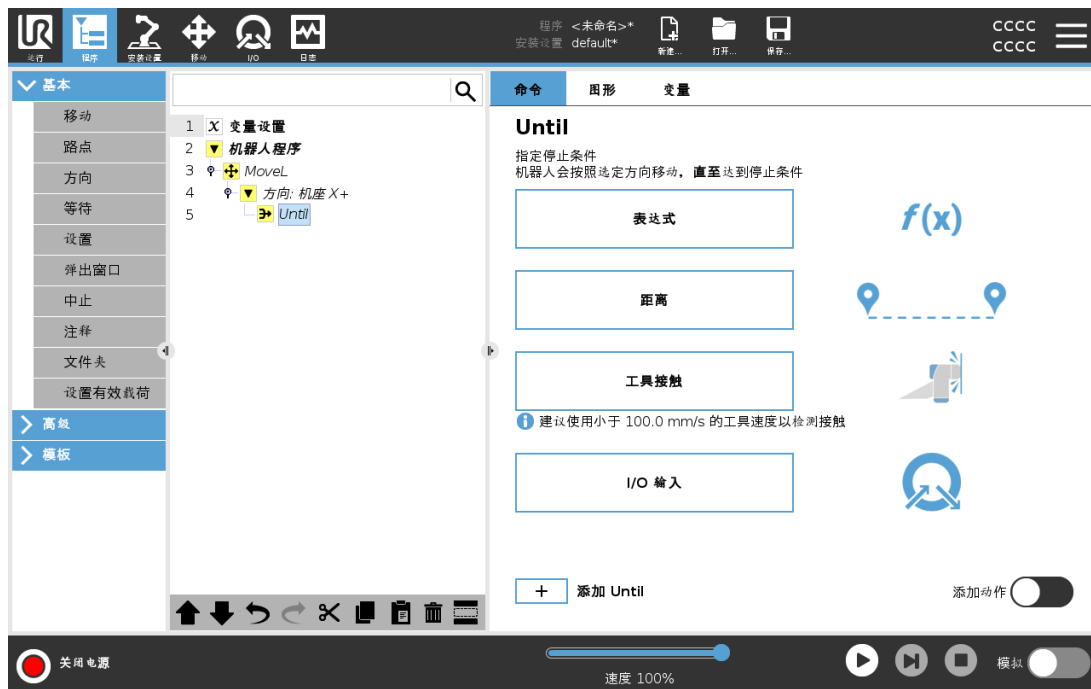 UR
运行
程序
安装设置
移动
I/O
日志
程序 <未命名>*
安装设置 default*
新建...
打开...
保存...
CCCC
CCCC
基本
移动
路点
方向
等待
设置
弹出窗口
中止
注释
文件夹
设置有效载荷
高级
模板
1 X 变量设置
2 机器人程序
3 MoveL
4 方向: 机座 X+
5 Until
命令 图形 变量
Until
指定停止条件
机器人会按照选定方向移动，直至达到停止条件
表达式
f(x)
距离
工具接触
建议使用小于 100.0 mm/s 的工具速度以检测接触
I/O 输入
+ 添加 Until
添加动作
关闭电源
速度 100%
模拟